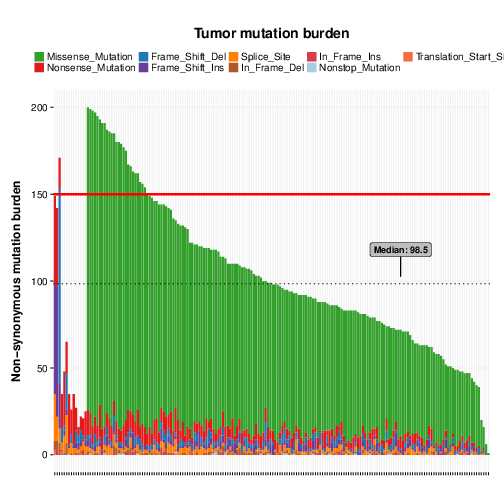 Tumor mutation burden
Missense_Mutation Frame_Shift_Del Splice_Site In_Frame_Ins Translation_Start_S
Nonsense_Mutation Frame_Shift_Ins In_Frame_Del Nonstop_Mutation
Non-synonymous mutation burden
200
150
Median: 98.5
100
50
0